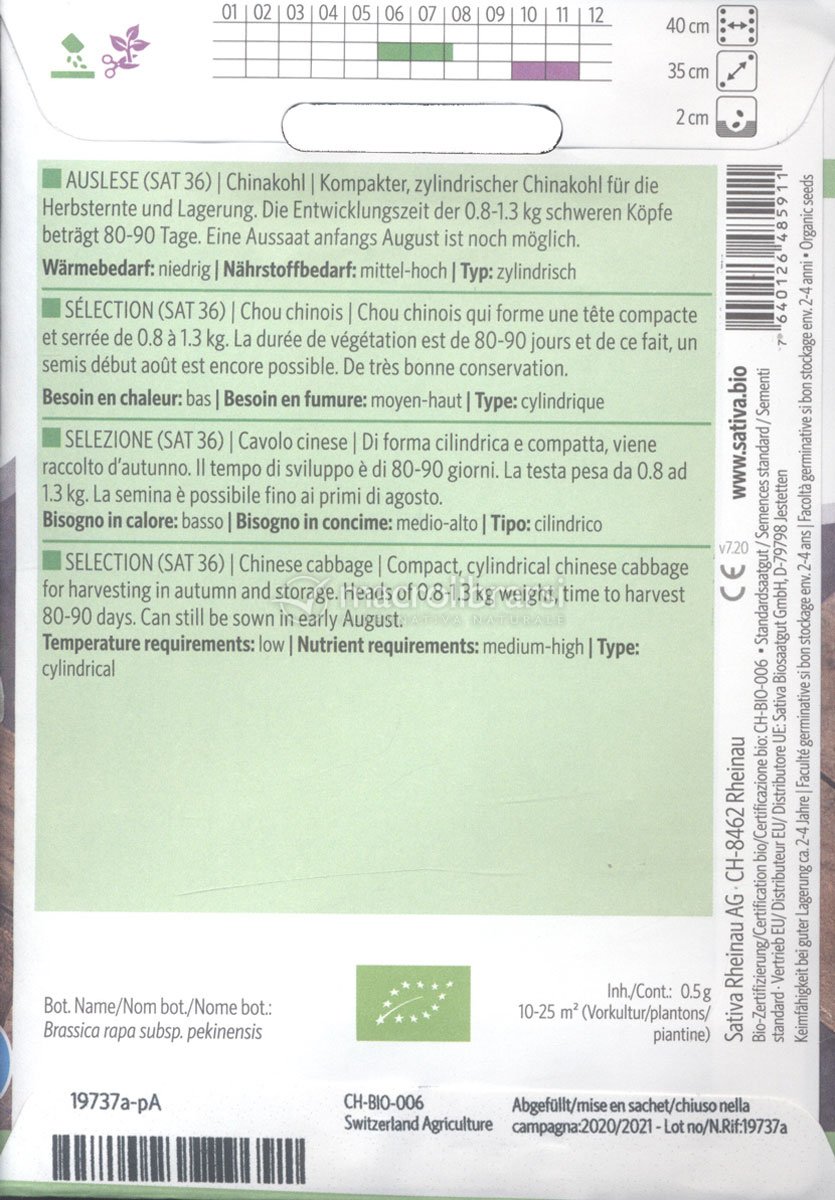 01 02 03 04 05 06 07 08 09 10 11 12
40 cm
35 cm
2 cm
AUSLESE (SAT 36) | Chinakohl | Kompakter, zylindrischer Chinakohl für die
Herbsternte und Lagerung. Die Entwicklungszeit der 0.8-1.3 kg schweren Köpfe
beträgt 80-90 Tage. Eine Aussaat anfangs August ist noch möglich.
Wärmebedarf: niedrig | Nährstoffbedarf: mittel-hoch | Typ: zylindrisch
SÉLECTION (SAT 36) | Chou chinois | Chou chinois qui forme une tête compacte
et serrée de 0.8 à 1.3 kg. La durée de végétation est de 80-90 jours et de ce fait, un
semis début août est encore possible. De très bonne conservation.
Besoin en chaleur: bas | Besoin en fumure: moyen-haut | Type: cylindrique
SELEZIONE (SAT 36) | Cavolo cinese | Di forma cilindrica e compatta, viene
raccolto d'autunno. Il tempo di sviluppo è di 80-90 giorni. La testa pesa da 0.8 ad
1.3 kg. La semina è possibile fino ai primi di agosto.
Bisogno in calore: basso | Bisogno in concime: medio-alto | Tipo: cilindrico
SELECTION (SAT 36) | Chinese cabbage | Compact, cylindrical chinese cabbage
for harvesting in autumn and storage. Heads of 0.8-1.3 kg weight, time to harvest
80-90 days. Can still be sown in early August.
Temperature requirements: low | Nutrient requirements: medium-high | Type:
cylindrical
macrolibrarsi
7 640126 485911
www.sativa.bio
v7.20
CE
Sativa Rheinau AG · CH-8462 Rheinau
Bio-Zertifizierung/Certification bio/Certificazione bio: CH-BIO-006 • Standardsaatgut / Semences standard / Sementi
standard · Vertrieb EU/ Distributeur EU/ Distributore UE: Sativa Biosaatgut GmbH, D-79798 Jestetten
Keimfähigkeit bei guter Lagerung ca. 2-4 Jahre | Faculté germinative si bon stockage env. 2-4 ans | Facoltà germinative si bon stockage env. 2-4 anni • Organic seeds
Bot. Name/Nom bot./Nome bot.:
Brassica rapa subsp. pekinensis
Inh./Cont.: 0.5 g
10-25 m² (Vorkultur/plantons/
piantine)
19737a-pA
CH-BIO-006
Switzerland Agriculture
Abgefüllt/mise en sachet/chiuso nella
campagna:2020/2021 - Lot no/N.Rif:19737a